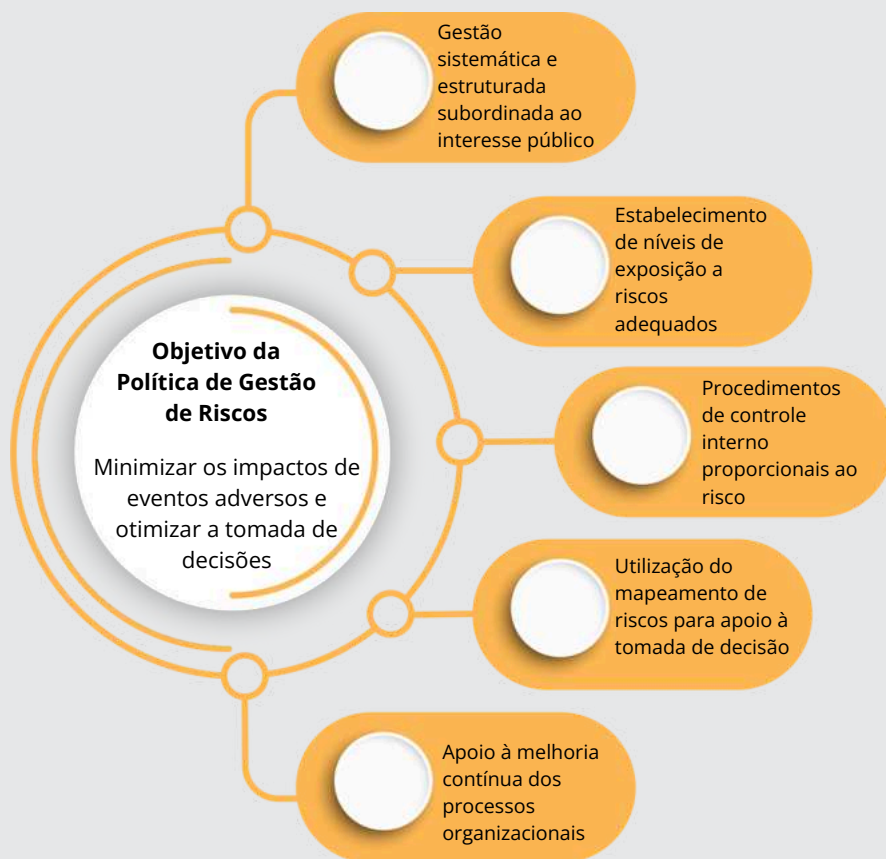 Gestão
sistemática e
estruturada
subordinada ao
interesse público
Estabelecimento
de níveis de
exposição a
riscos
adequados
Objetivo da
Política de Gestão
de Riscos
Minimizar os impactos de
eventos adversos e
otimizar a tomada de
decisões
Procedimentos
de controle
interno
proporcionais ao
risco
Utilização do
mapeamento de
riscos para apoio à
tomada de decisão
Apoio à melhoria
contínua dos
processos
organizacionais